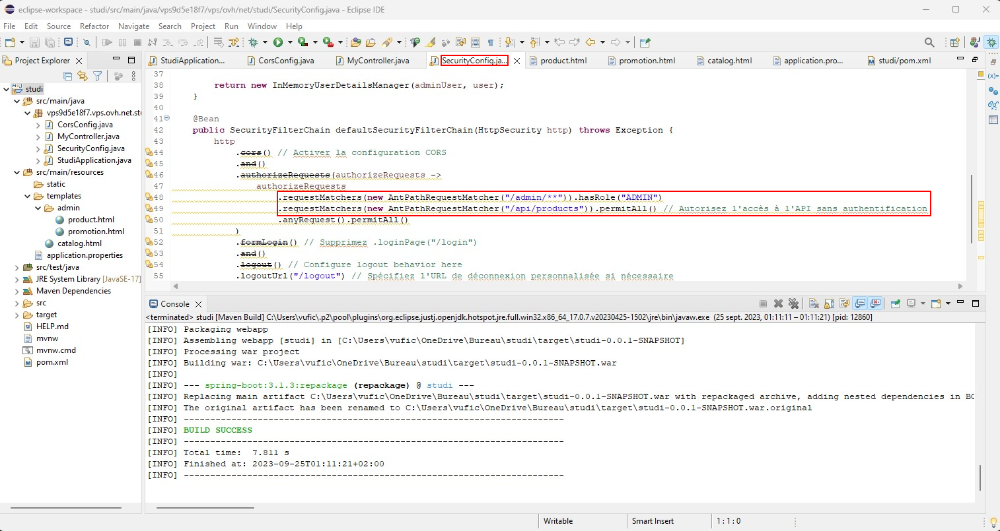 eclipse-workspace - studi/src/main/java/vps9d5e18f7/vps/ovh/net/studi/SecurityConfig.java - Eclipse IDE
File Edit Source Refactor Navigate Search Project Run Window Help
Project Explorer
StudiApplication... CorsConfig.java MyController.java SecurityConfig.ja... product.html promotion.html catalog.html application.pro... studi/pom.xml
studi
src/main/java
vps9d5e18f7.vps.ovh.net.st
CorsConfig.java
MyController.java
SecurityConfig.java
StudiApplication.java
src/main/resources
static
templates
admin
product.html
promotion.html
catalog.html
application.properties
src/test/java
JRE System Library [JavaSE-17]
Maven Dependencies
src
target
HELP.md
mvnw
mvnw.cmd
pom.xml
37
38 return new InMemoryUserDetailsManager(adminUser, user);
39 }
40
41 @Bean
42 public SecurityFilterChain defaultSecurityFilterChain(HttpSecurity http) throws Exception {
43 http
44 .cors() // Activer la configuration CORS
45 .and()
46 .authorizeRequests(authorizeRequests ->
47 authorizeRequests
48 .requestMatchers(new AntPathRequestMatcher("/admin/**")).hasRole("ADMIN")
49 .requestMatchers(new AntPathRequestMatcher("/api/products")).permitAll() // Autorisez l'accès à l'API sans authentification
50 .anyRequest().permitAll()
51 )
52 .formLogin() // Supprimez .loginPage("/login")
53 .and()
54 .logout() // Configure logout behavior here
55 .logoutUrl("/logout") // Spécifiez l'URL de déconnexion personnalisée si nécessaire
Console
<terminated> studi [Maven Build] C:\Users\vufic\.p2\pool\plugins\org.eclipse.justj.openjdk.hotspot.jre.full.win32.x86_64_17.0.7.v20230425-1502\jre\bin\javaw.exe (25 sept. 2023, 01:11:11 – 01:11:21) [pid: 12860]
[INFO] Packaging webapp
[INFO] Assembling webapp [studi] in [C:\Users\vufic\OneDrive\Bureau\studi\target\studi-0.0.1-SNAPSHOT]
[INFO] Processing war project
[INFO] Building war: C:\Users\vufic\OneDrive\Bureau\studi\target\studi-0.0.1-SNAPSHOT.war
[INFO]
[INFO] --- spring-boot:3.1.3:repackage (repackage) @ studi ---
[INFO] Replacing main artifact C:\Users\vufic\OneDrive\Bureau\studi\target\studi-0.0.1-SNAPSHOT.war with repackaged archive, adding nested dependencies in BO
[INFO] The original artifact has been renamed to C:\Users\vufic\OneDrive\Bureau\studi\target\studi-0.0.1-SNAPSHOT.war.original
[INFO] ------------------------------------------------------------------------
[INFO] BUILD SUCCESS
[INFO] ------------------------------------------------------------------------
[INFO] Total time: 7.811 s
[INFO] Finished at: 2023-09-25T01:11:21+02:00
[INFO] ------------------------------------------------------------------------
Writable Smart Insert 1 : 1 : 0